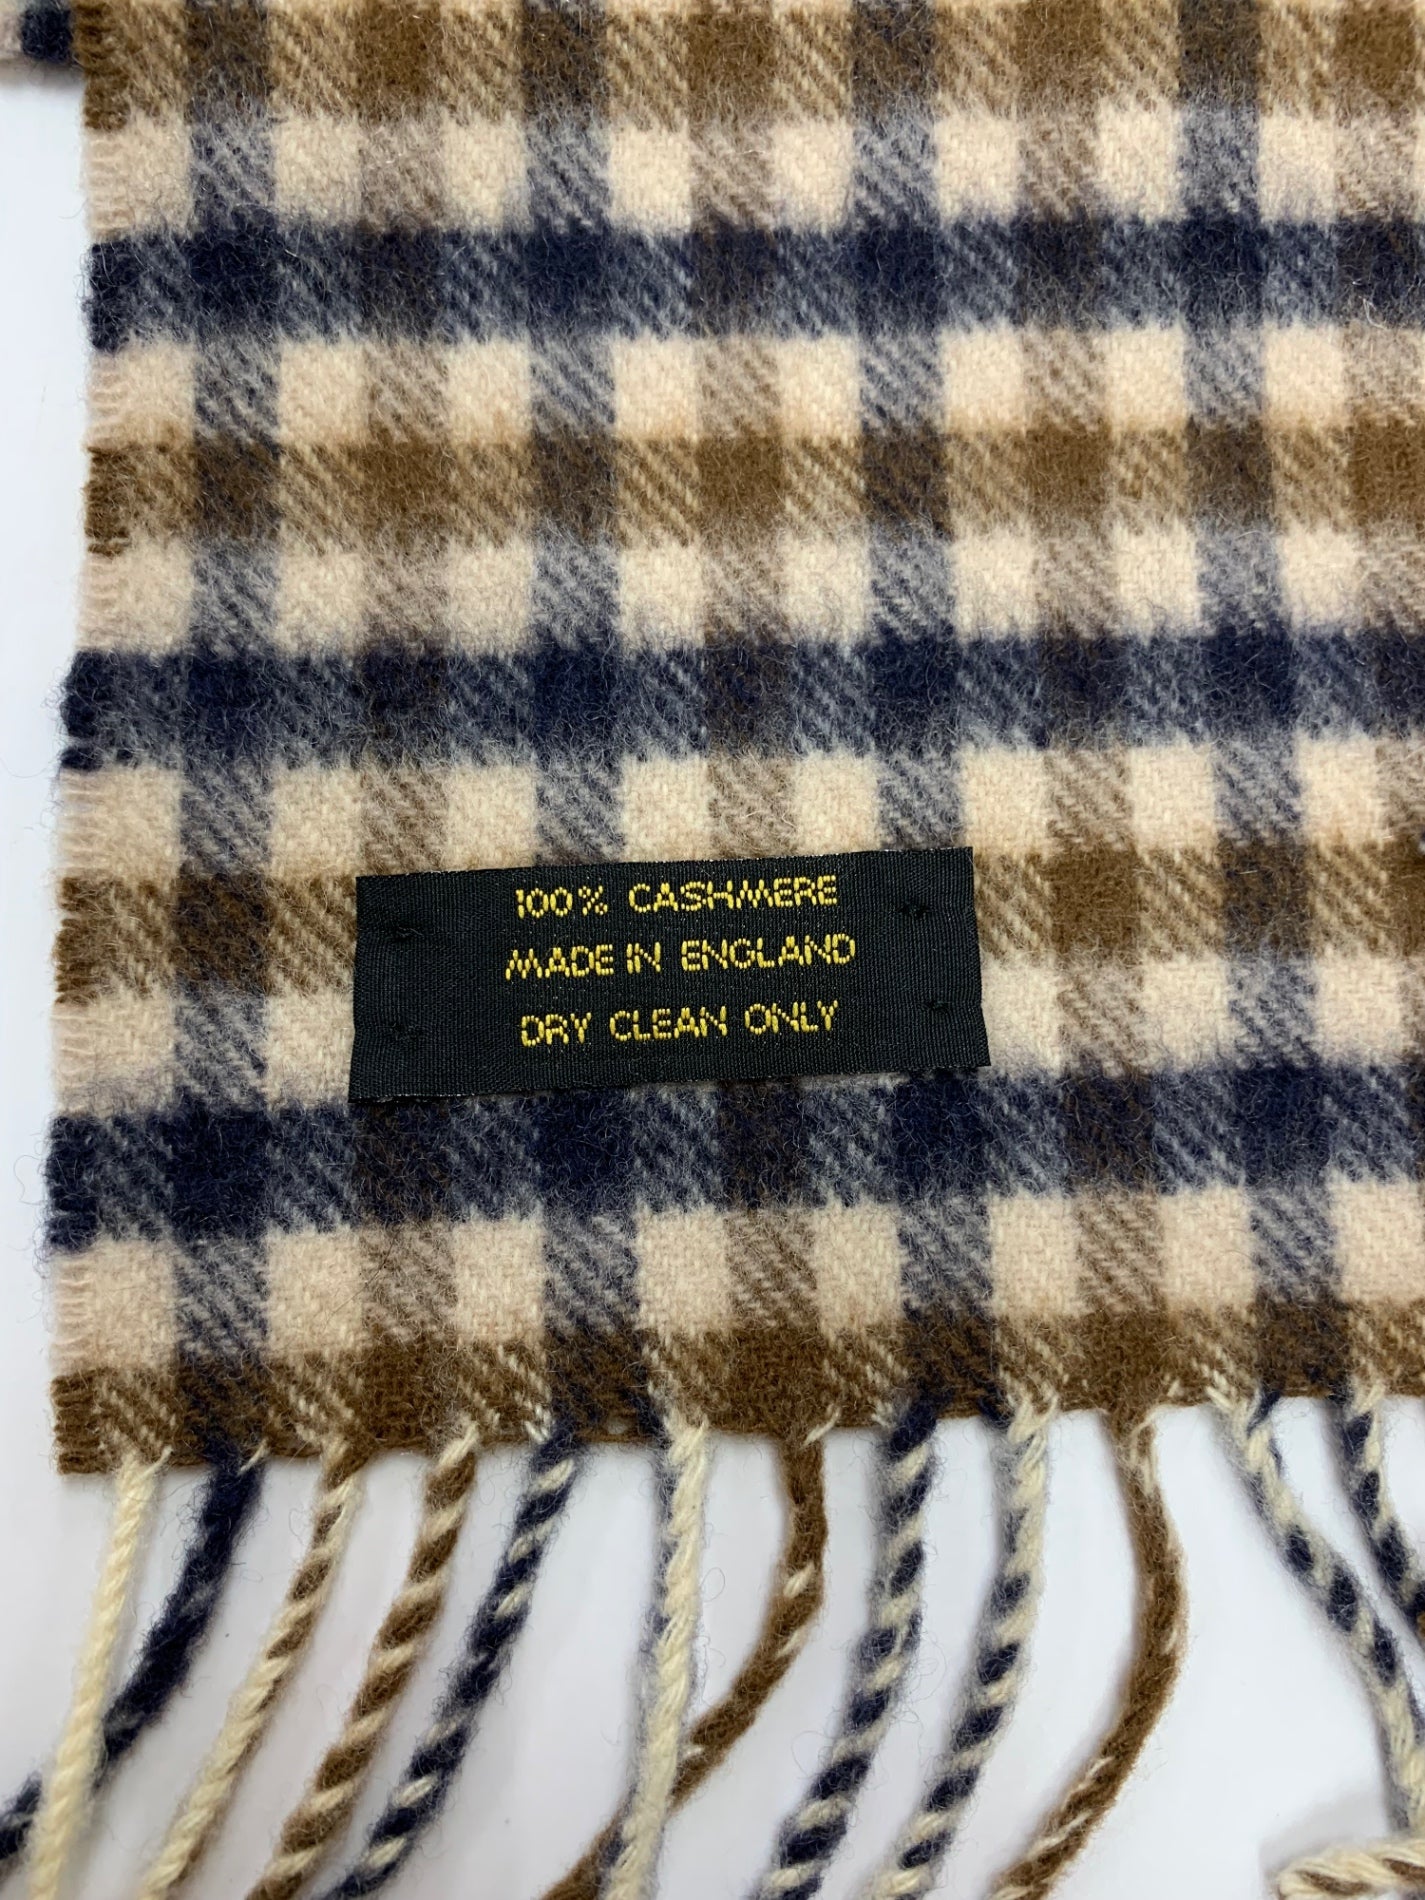 100% CASHMERE
MADE IN ENGLAND
DRY CLEAN ONLY